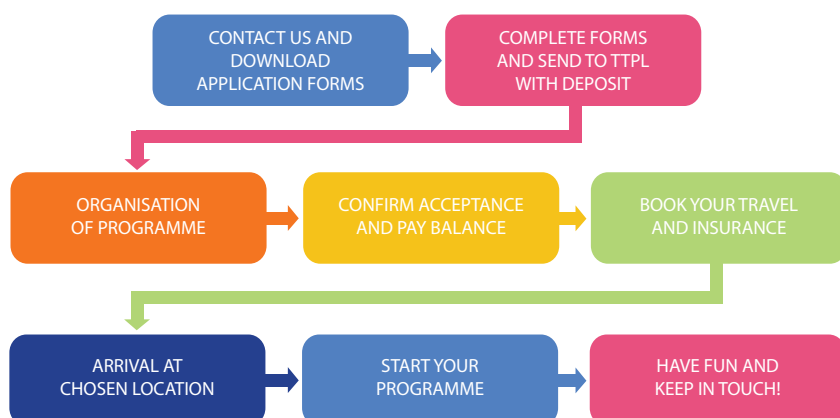 CONTACT US AND
DOWNLOAD
APPLICATION FORMS
COMPLETE FORMS
AND SEND TO TTPL
WITH DEPOSIT
ORGANISATION
OF PROGRAMME
CONFIRM ACCEPTANCE
AND PAY BALANCE
BOOK YOUR TRAVEL
AND INSURANCE
ARRIVAL AT
CHOSEN LOCATION
START YOUR
PROGRAMME
HAVE FUN AND
KEEP IN TOUCH!